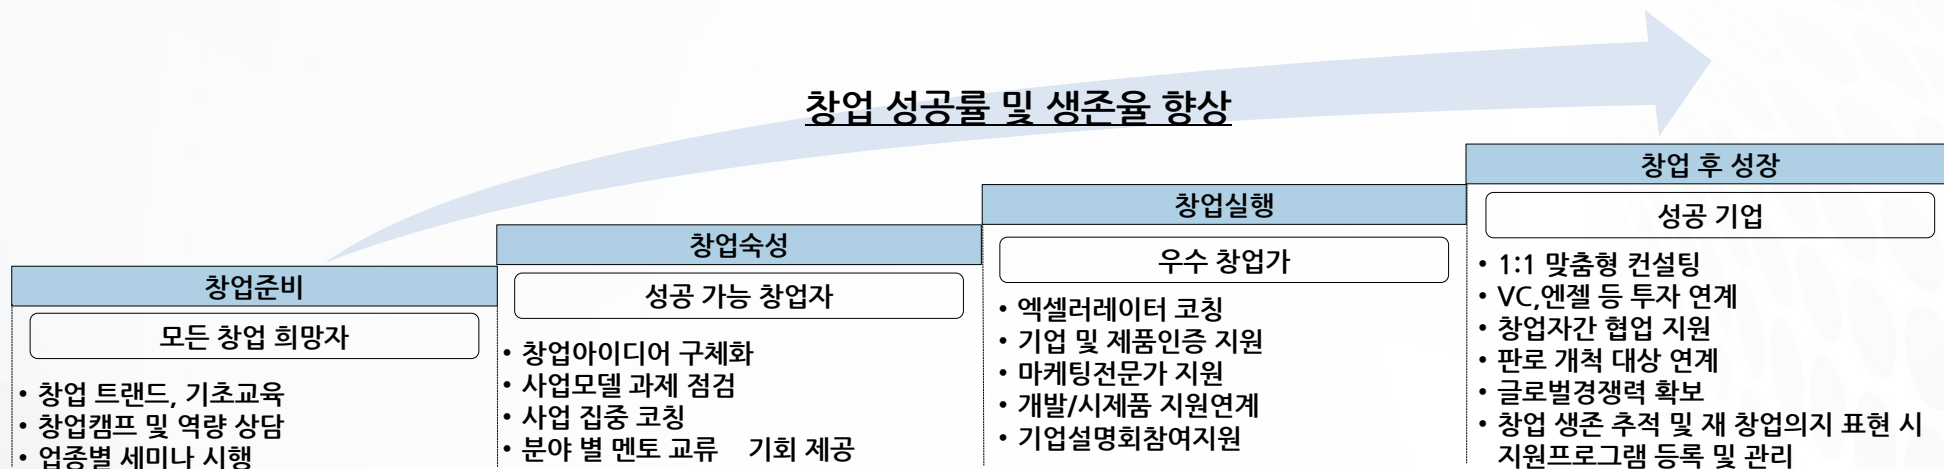 창업 성공률 및 생존율 향상
창업준비
모든 창업 희망자
• 창업 트랜드, 기초교육
• 창업캠프 및 역량 상담
• 업종별 세미나 시행
창업숙성
성공 가능 창업자
• 창업아이디어 구체화
• 사업모델 과제 점검
• 사업 집중 코칭
• 분야 별 멘토 교류 기회 제공
창업실행
우수 창업가
• 엑셀러레이터 코칭
• 기업 및 제품인증 지원
• 마케팅전문가 지원
• 개발/시제품 지원연계
• 기업설명회참여지원
창업 후 성장
성공 기업
• 1:1 맞춤형 컨설팅
• VC,엔젤 등 투자 연계
• 창업자간 협업 지원
• 판로 개척 대상 연계
• 글로벌경쟁력 확보
• 창업 생존 추적 및 재 창업의지 표현 시
지원프로그램 등록 및 관리